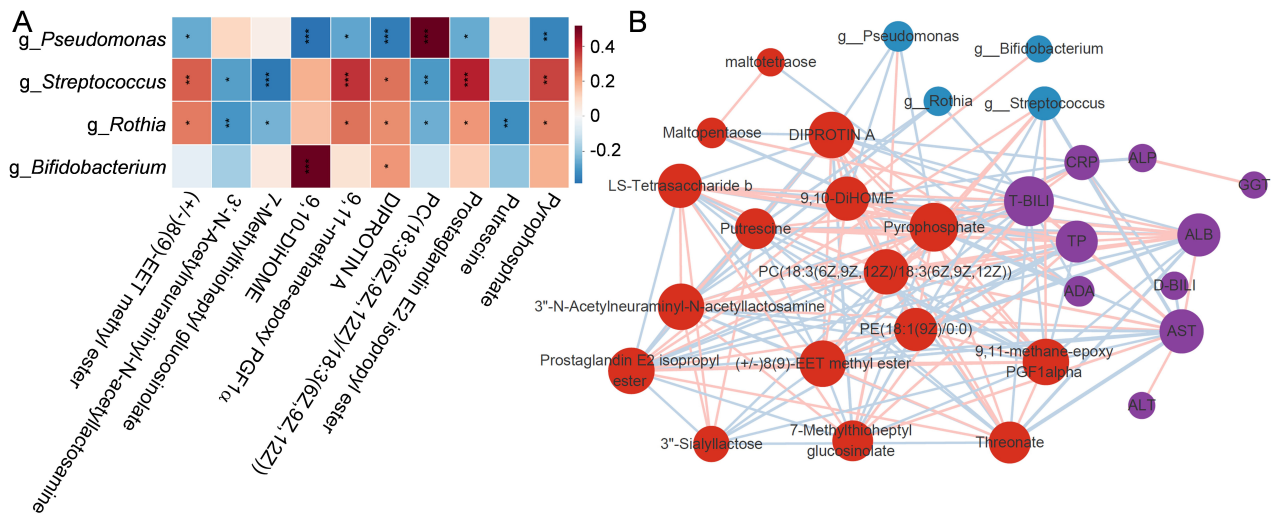 A
g_Pseudomonas
* *** * *** *** * **
g_Streptococcus
** * *** *** * ** *** **
g_Rothia
* ** * * * * * ** *
g_Bifidobacterium
*** *
0.4
0.2
0
-0.2
(+/-)8(9)-EET methyl ester
3''-N-Acetylneuraminyl-N-acetyllactosamine
7-Methylthioheptyl glucosinolate
9,10-DiHOME
9,11-methane-epoxy PGF1α
DIPROTIN A
PC(18:3(6Z,9Z,12Z)/18:3(6Z,9Z,12Z))
Prostaglandin E2 isopropyl ester
Putrescine
Pyrophosphate
B
g__Pseudomonas
g__Bifidobacterium
maltotetraose
g__Rothia
g__Streptococcus
Maltopentaose
DIPROTIN A
CRP
ALP
GGT
LS-Tetrasaccharide b
9,10-DiHOME
T-BILI
Putrescine
Pyrophosphate
TP
ALB
PC(18:3(6Z,9Z,12Z)/18:3(6Z,9Z,12Z))
ADA
D-BILI
3"-N-Acetylneuraminyl-N-acetyllactosamine
PE(18:1(9Z)/0:0)
AST
Prostaglandin E2 isopropyl
ester
(+/-)8(9)-EET methyl ester
9,11-methane-epoxy
PGF1alpha
ALT
3"-Sialyllactose
7-Methylthioheptyl
glucosinolate
Threonate